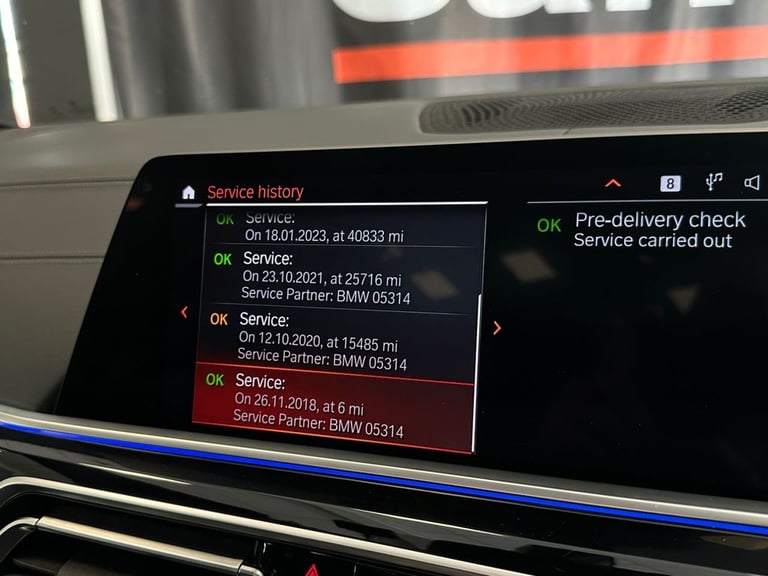 Service history
8
OK Service:
On 18.01.2023, at 40833 mi
OK Service:
On 23.10.2021, at 25716 mi
Service Partner: BMW 05314
OK Service:
On 12.10.2020, at 15485 mi
Service Partner: BMW 05314
OK Service:
On 26.11.2018, at 6 mi
Service Partner: BMW 05314
OK Pre-delivery check
Service carried out